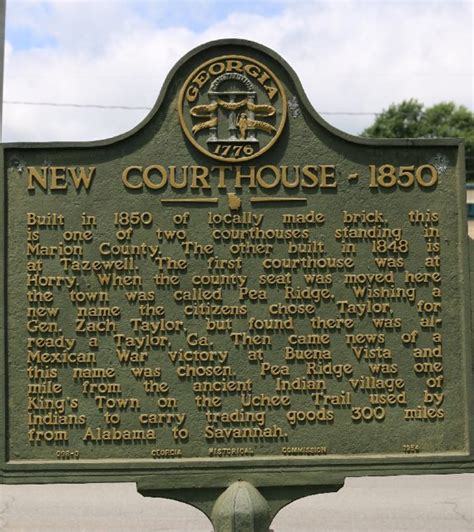 GEORGIA
1776
NEW COURTHOUSE - 1850
Built in 1850 of locally made brick, this
is one of two courthouses standing in
Marion County. The other built in 1848 is
at Tazewell. The first courthouse was at
Horry. When the county seat was moved here
the town was called Pea Ridge. Wishing a
new name the citizens chose Taylor, for
Gen. Zach Taylor, but found there was al-
ready a Taylor, Ga. Then came news of a
Mexican War victory at Buena Vista and
this name was chosen. Pea Ridge was one
mile from the ancient Indian village of
King's Town on the Uchee Trail used by
Indians to carry trading goods 300 miles
from Alabama to Savannah.
GEORGIA HISTORICAL COMMISSION 1954